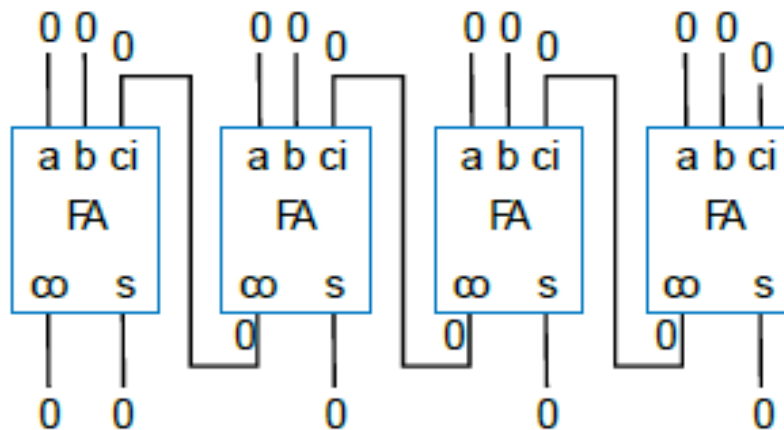 0 0 0 0 0 0 0 0 0 0 0 0
a b ci a b ci a b ci a b ci
FA FA FA FA
co s co s co s co s
0 0 0
0 0 0 0 0